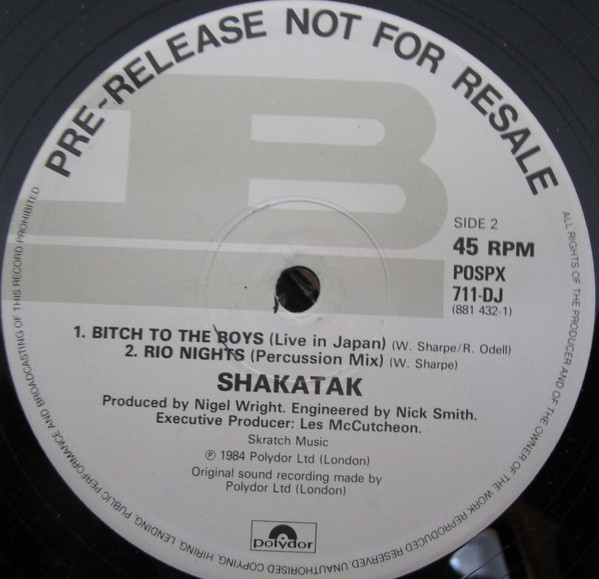 PRE-RELEASE NOT FOR RESALE
B
SIDE 2
45 RPM
POSPX
711-DJ
(881 432-1)
1. BITCH TO THE BOYS (Live in Japan) (W. Sharpe/R. Odell)
2. RIO NIGHTS (Percussion Mix) (W. Sharpe)
SHAKATAK
Produced by Nigel Wright. Engineered by Nick Smith.
Executive Producer: Les McCutcheon.
Skratch Music
℗ 1984 Polydor Ltd (London)
Original sound recording made by
Polydor Ltd (London)
polydor
ALL RIGHTS OF THE PRODUCER AND OF THE OWNER OF THE WORK REPRODUCED RESERVED. UNAUTHORISED COPYING, HIRING, LENDING, PUBLIC PERFORMANCE AND BROADCASTING OF THIS RECORD PROHIBITED